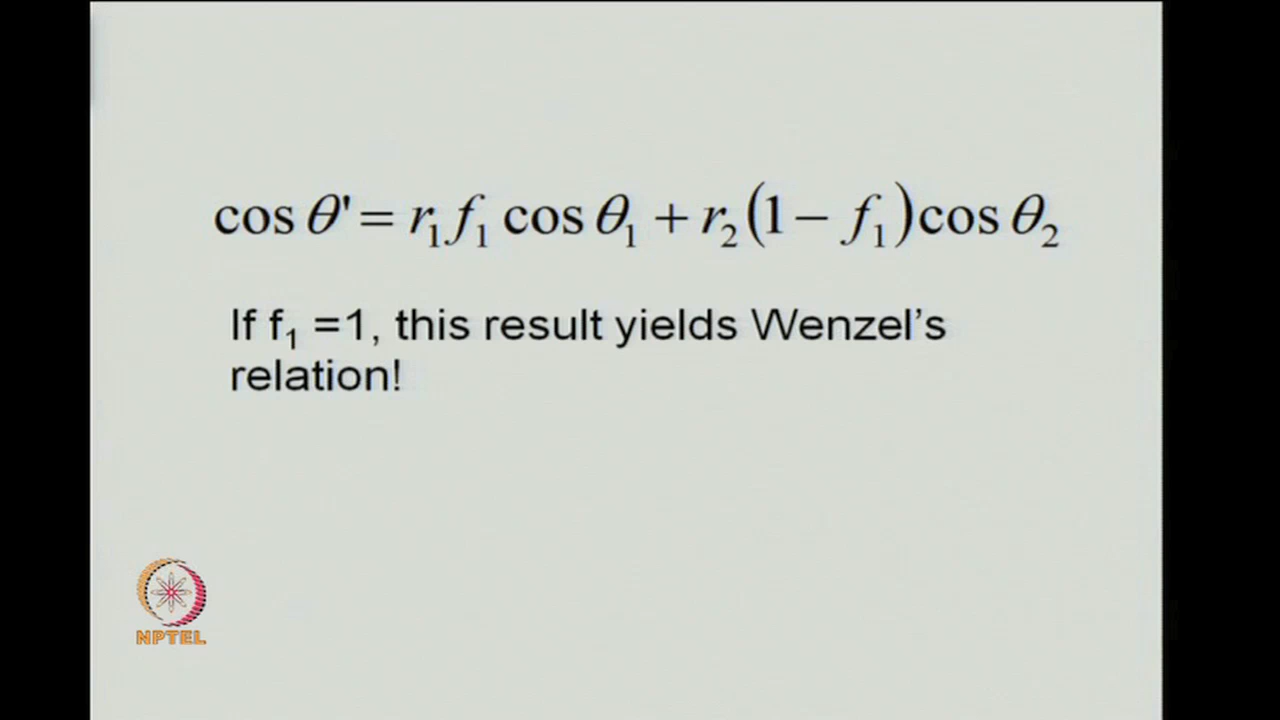 cos θ' = r₁f₁ cos θ₁ + r₂(1 − f₁)cos θ₂
If f₁ =1, this result yields Wenzel's
relation!
NPTEL